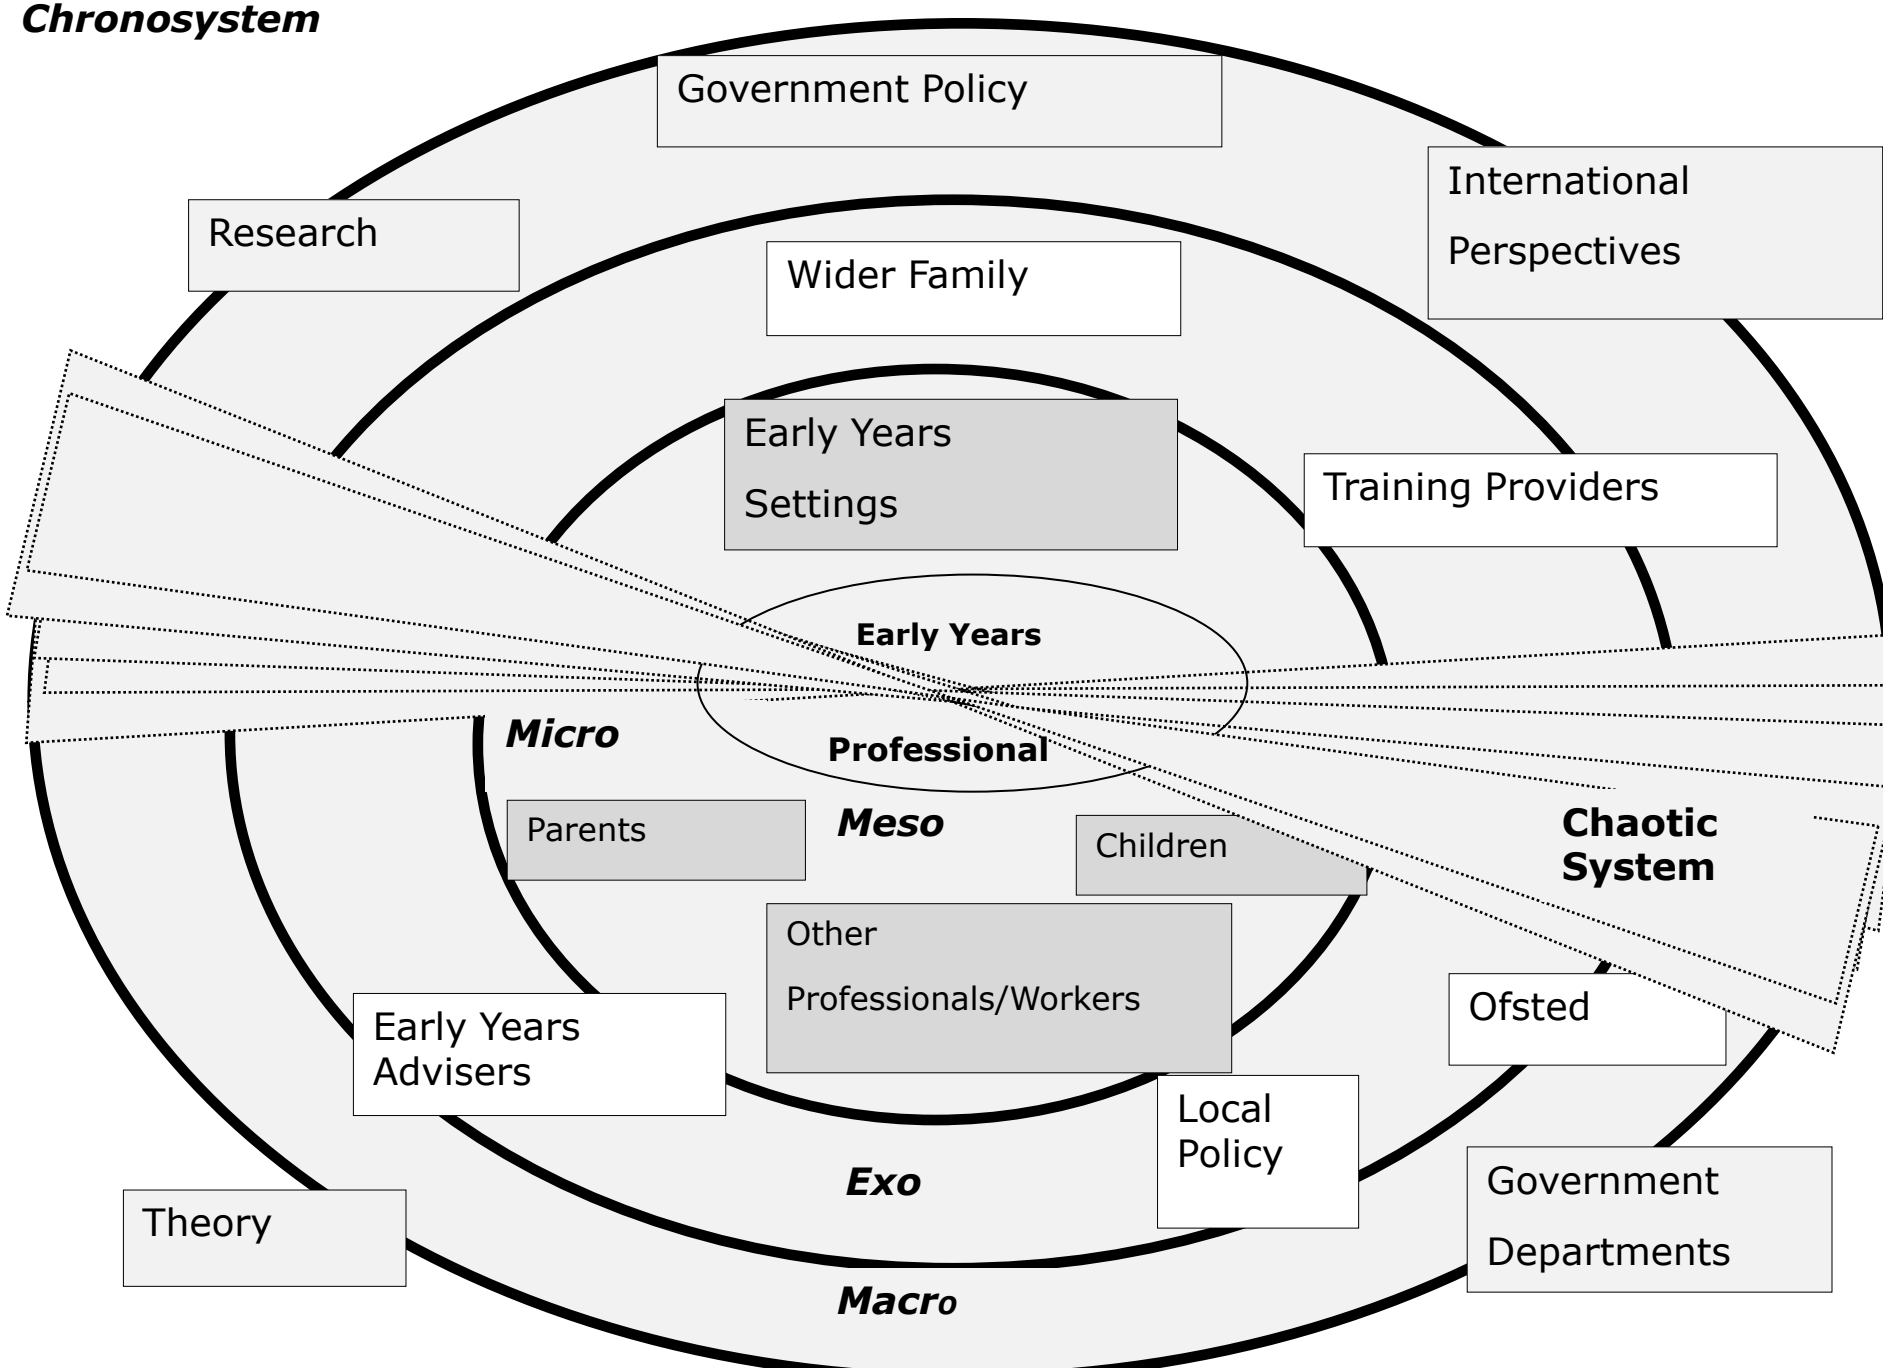 Chronosystem
Government Policy
International
Perspectives
Research
Wider Family
Early Years
Settings
Training Providers
Early Years
Professional
Micro
Meso
Chaotic
System
Parents
Children
Other
Professionals/Workers
Ofsted
Early Years
Advisers
Local
Policy
Exo
Government
Departments
Theory
Macro